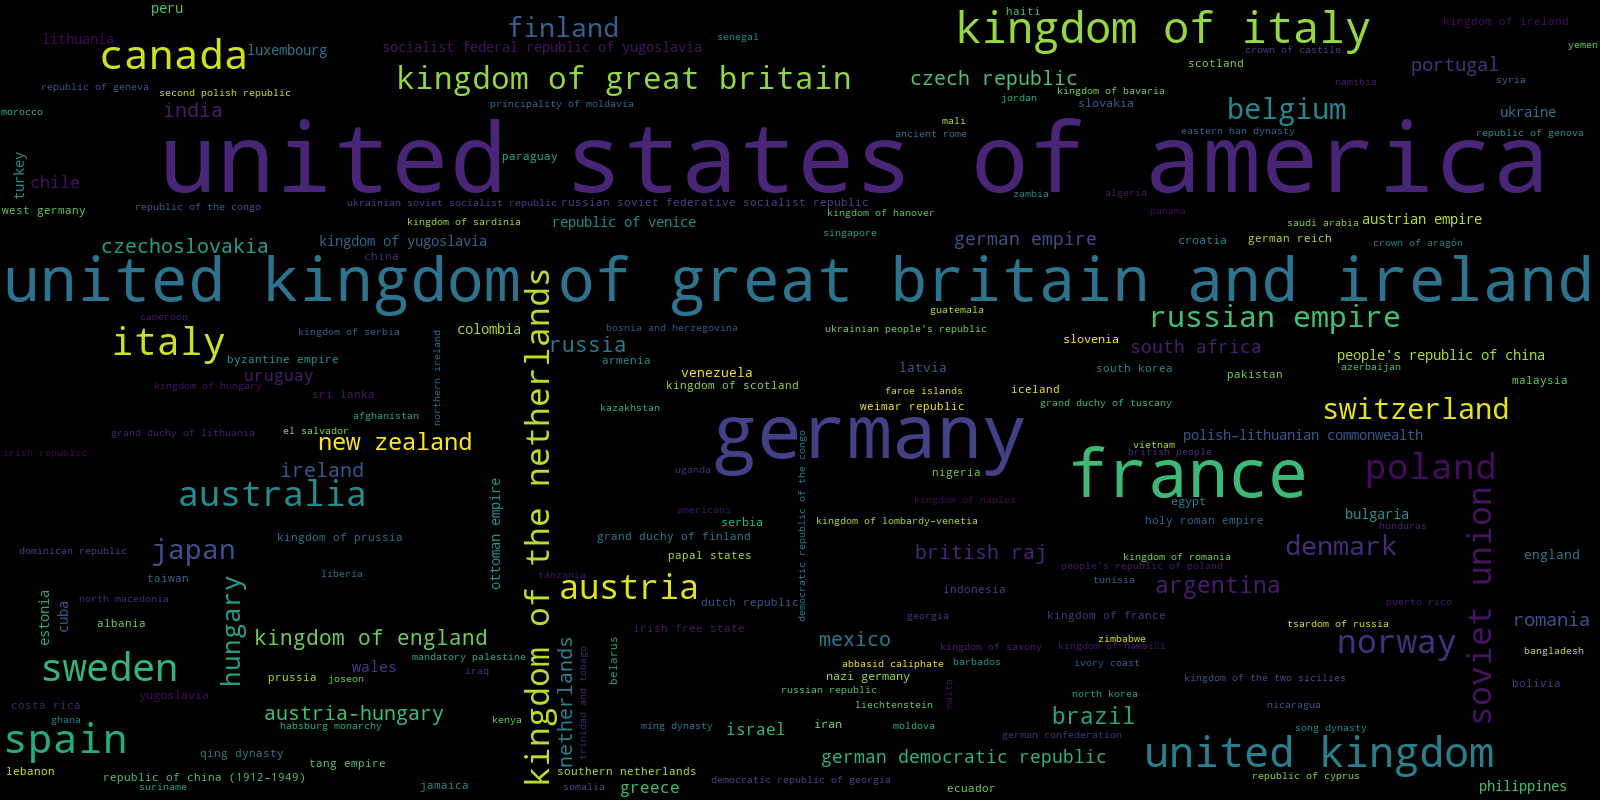 peru
haiti
kingdom of italy
kingdom of ireland
lithuania
canada
luxembourg
finland
socialist federal republic of yugoslavia
senegal
crown of castile
yemen
scotland
portugal
republic of geneva
second polish republic
kingdom of great britain
czech republic
kingdom of bavaria
namibia
syria
morocco
india
principality of moldavia
jordan
slovakia
belgium
ukraine
mali
ancient rome
eastern han dynasty
republic of genova
united states of america
paraguay
turkey
chile
zambia
algeria
west germany
republic of the congo
ukrainian soviet socialist republic
russian soviet federative socialist republic
kingdom of hanover
panama
kingdom of sardinia
republic of venice
saudi arabia
austrian empire
singapore
czechoslovakia
kingdom of yugoslavia
german empire
croatia
german reich
crown of aragón
china
united kingdom of great britain and ireland
guatemala
cameroon
russian empire
italy
kingdom of serbia
northern ireland
colombia
bosnia and herzegovina
ukrainian people's republic
slovenia
byzantine empire
russia
armenia
south africa
people's republic of china
azerbaijan
uruguay
venezuela
latvia
south korea
pakistan
malaysia
kingdom of hungary
sri lanka
kingdom of scotland
faroe islands
iceland
afghanistan
kazakhstan
weimar republic
grand duchy of tuscany
switzerland
grand duchy of lithuania
el salvador
new zealand
germany
polish–lithuanian commonwealth
vietnam
british people
irish republic
ireland
uganda
democratic republic of the congo
nigeria
france
poland
australia
ottoman empire
kingdom of the netherlands
kingdom of naples
egypt
soviet union
americans
serbia
kingdom of lombardy–venetia
holy roman empire
bulgaria
honduras
dominican republic
japan
kingdom of prussia
grand duchy of finland
papal states
british raj
kingdom of romania
people's republic of poland
denmark
england
taiwan
liberia
tanzania
austria
dutch republic
indonesia
tunisia
argentina
estonia
cuba
north macedonia
hungary
puerto rico
albania
kingdom of england
irish free state
georgia
kingdom of france
tsardom of russia
romania
mexico
zimbabwe
norway
kingdom of saxony
bangladesh
sweden
wales
mandatory palestine
iraq
netherlands
trinidad and tobago
belarus
abbasid caliphate
barbados
ivory coast
prussia
joseon
nazi germany
kingdom of the two sicilies
bolivia
yugoslavia
russian republic
malta
north korea
costa rica
liechtenstein
nicaragua
ghana
austria-hungary
habsburg monarchy
kenya
ming dynasty
israel
iran
moldova
brazil
song dynasty
spain
german confederation
qing dynasty
tang empire
german democratic republic
united kingdom
lebanon
republic of china (1912–1949)
southern netherlands
democratic republic of georgia
republic of cyprus
suriname
jamaica
somalia
greece
ecuador
philippines